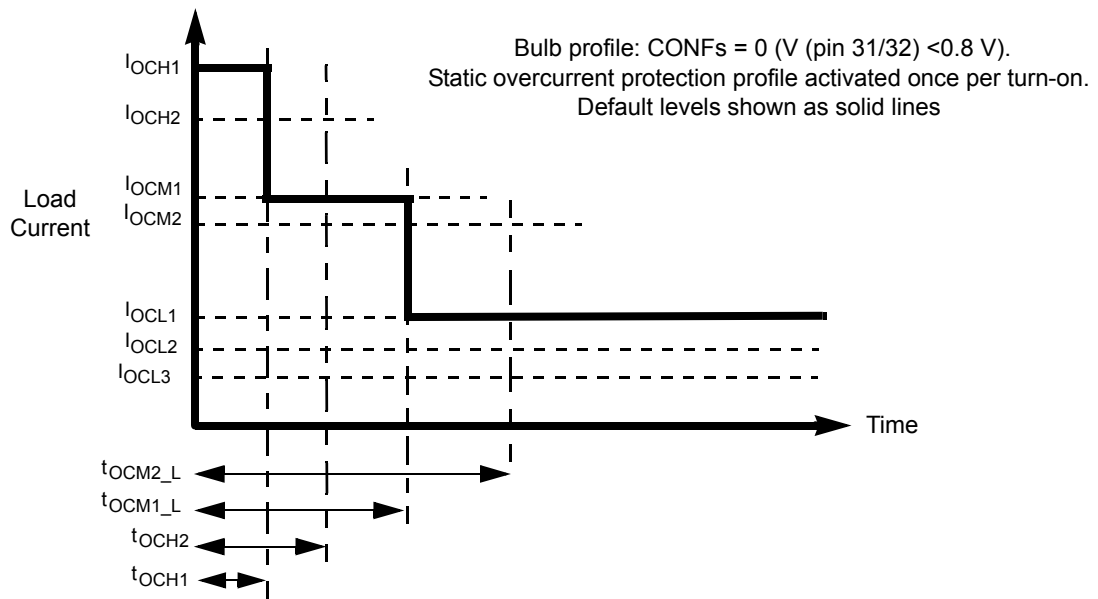 Bulb profile: CONFs = 0 (V (pin 31/32) <0.8 V).
Static overcurrent protection profile activated once per turn-on.
Default levels shown as solid lines
IOCH1
IOCH2
IOCM1
IOCM2
Load
Current
IOCL1
IOCL2
IOCL3
Time
tOCM2_L
tOCM1_L
tOCH2
tOCH1